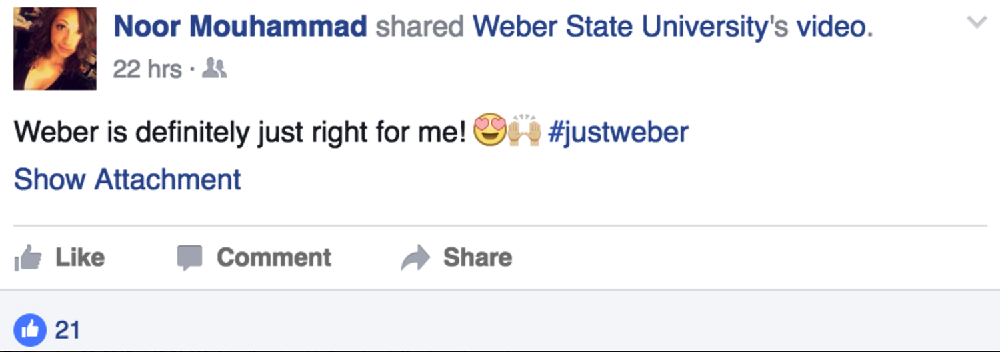 Noor Mouhammad shared Weber State University's video.
22 hrs ·
Weber is definitely just right for me! 😍🙌🏼 #justweber
Show Attachment
Like Comment Share
21